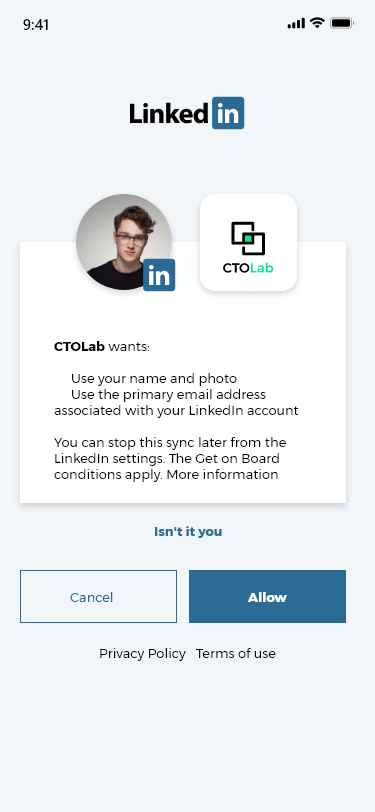 9:41
Linked in
in
CTOLab
CTOLab wants:
Use your name and photo
Use the primary email address
associated with your LinkedIn account
You can stop this sync later from the
LinkedIn settings. The Get on Board
conditions apply. More information
Isn't it you
Cancel
Allow
Privacy Policy Terms of use